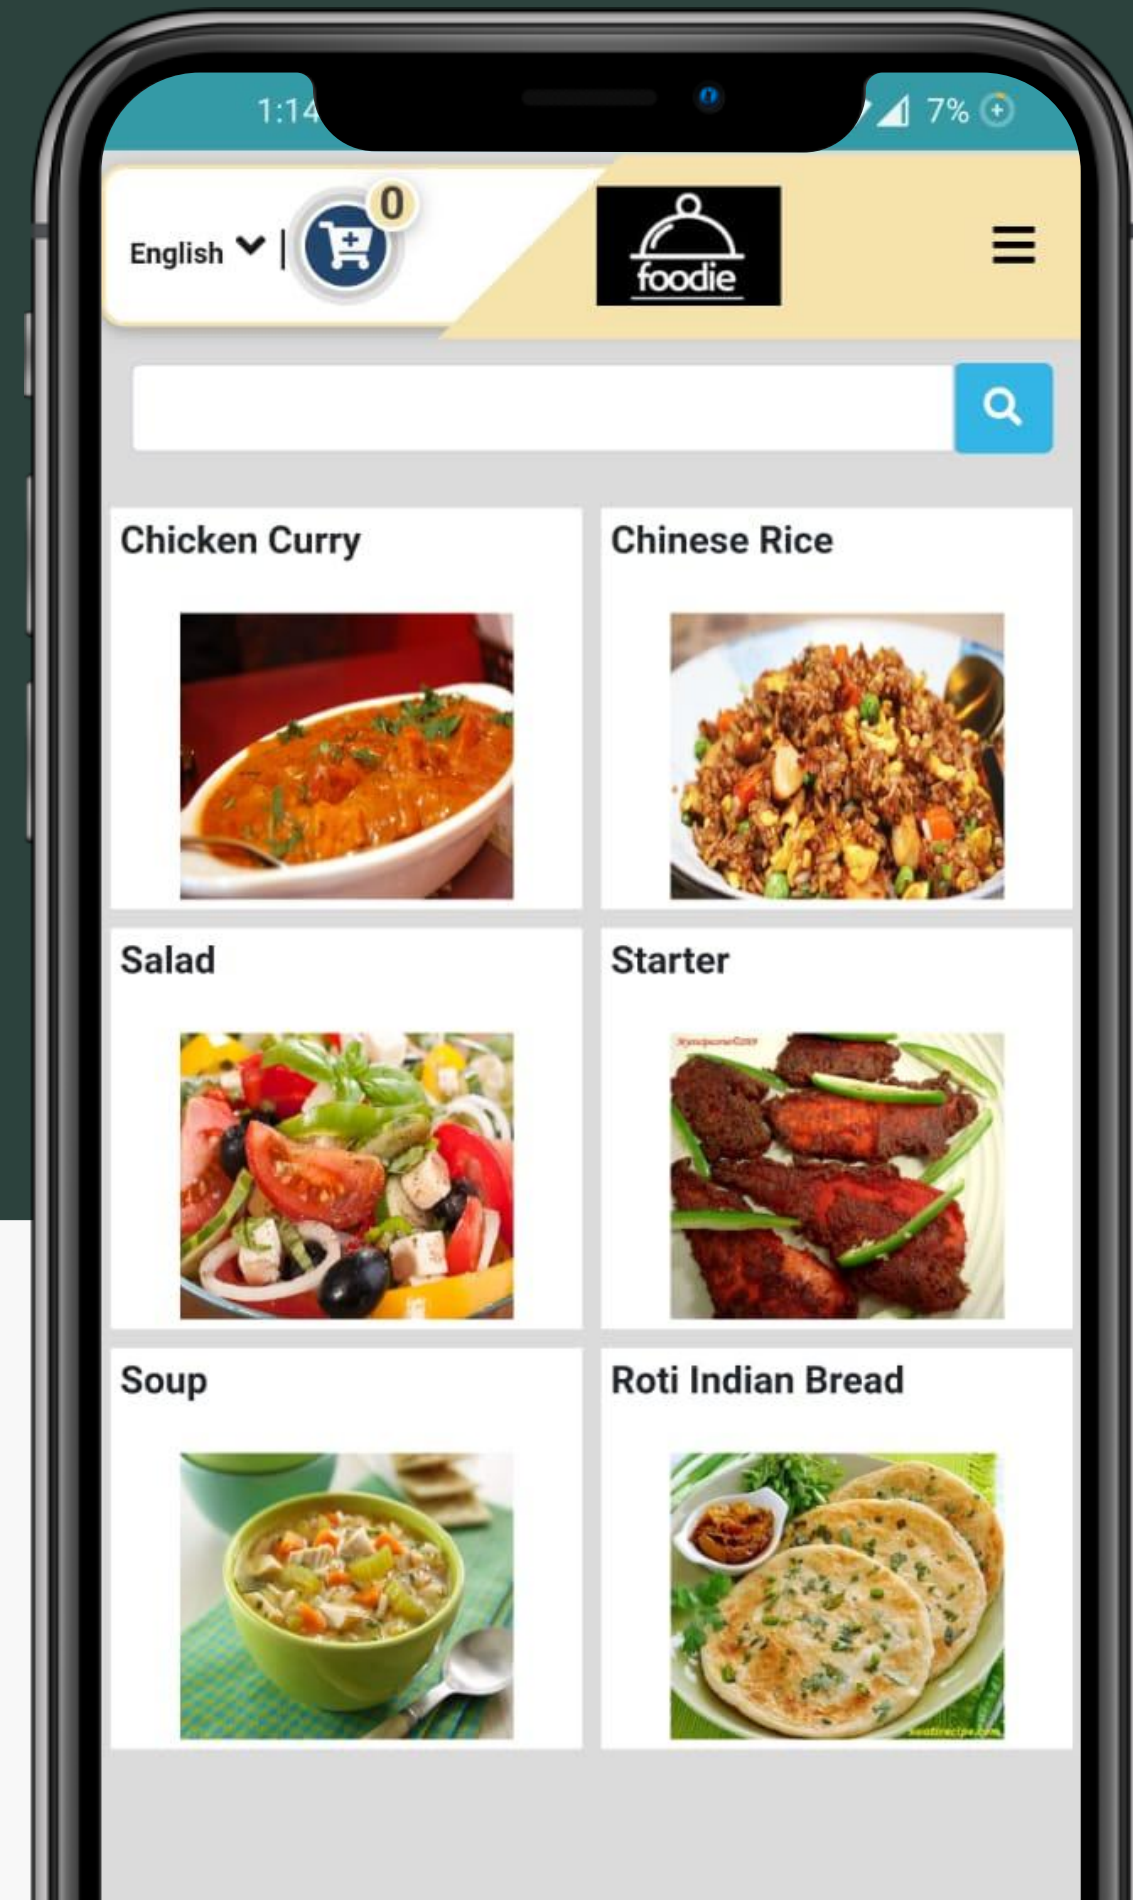 1:14
7%
English
0
foodie
Chicken Curry
Chinese Rice
Salad
Starter
Soup
Roti Indian Bread